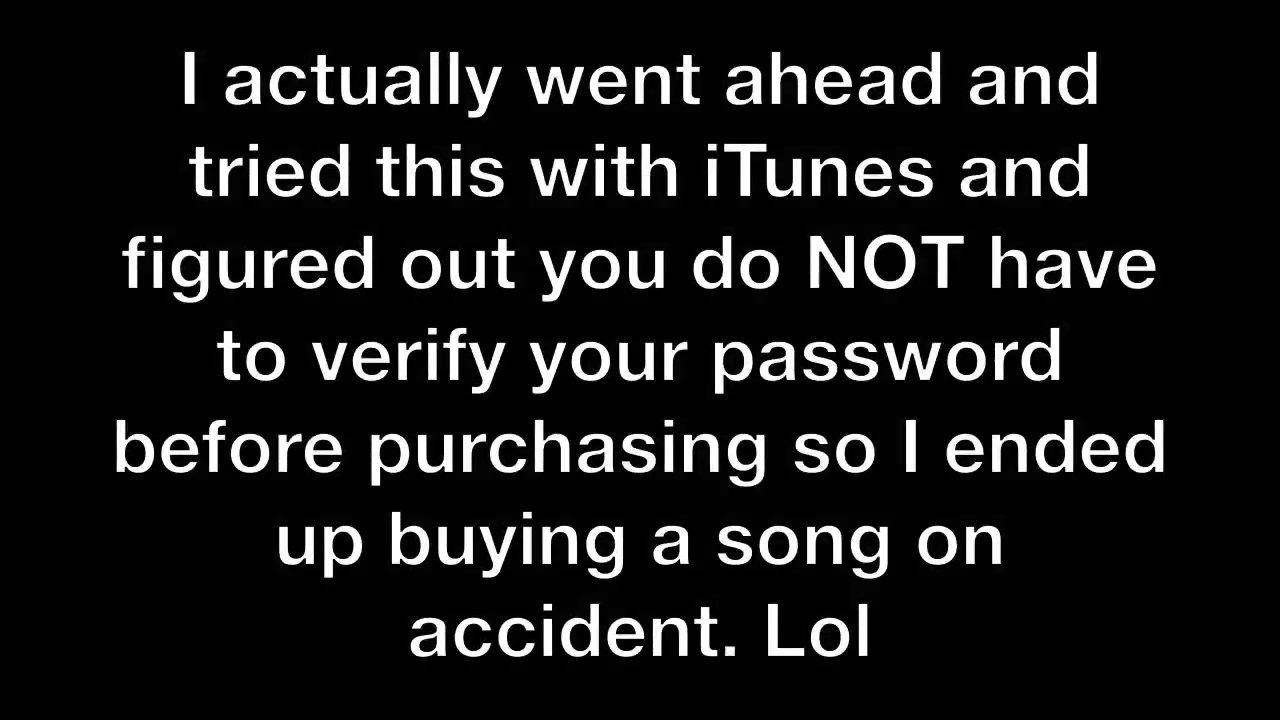 I actually went ahead and
tried this with iTunes and
figured out you do NOT have
to verify your password
before purchasing so I ended
up buying a song on
accident. Lol